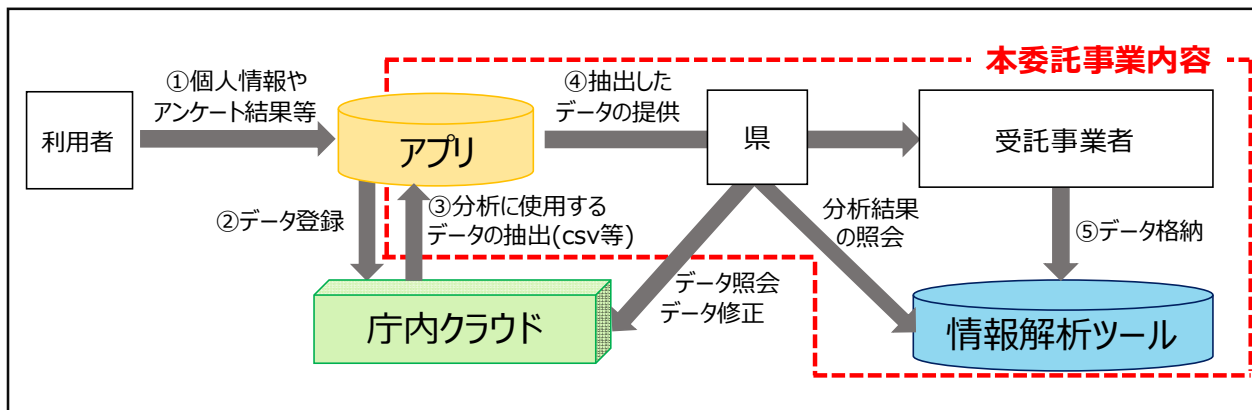 本委託事業内容
①個人情報や
アンケート結果等
④抽出した
データの提供
利用者
アプリ
県
受託事業者
②データ登録
③分析に使用する
データの抽出(csv等)
分析結果
の照会
⑤データ格納
データ照会
データ修正
庁内クラウド
情報解析ツール